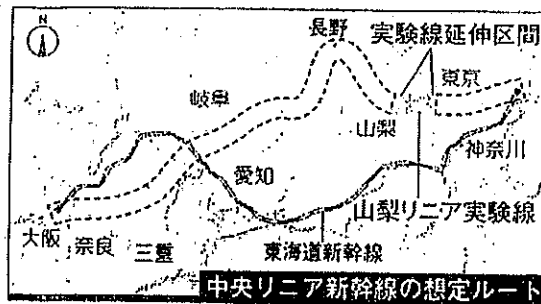 N
長野
実験線延伸区間
東京
岐阜
山梨
神奈川
愛知
山梨リニア実験線
大阪
奈良
三重
東海道新幹線
中央リニア新幹線の想定ルート